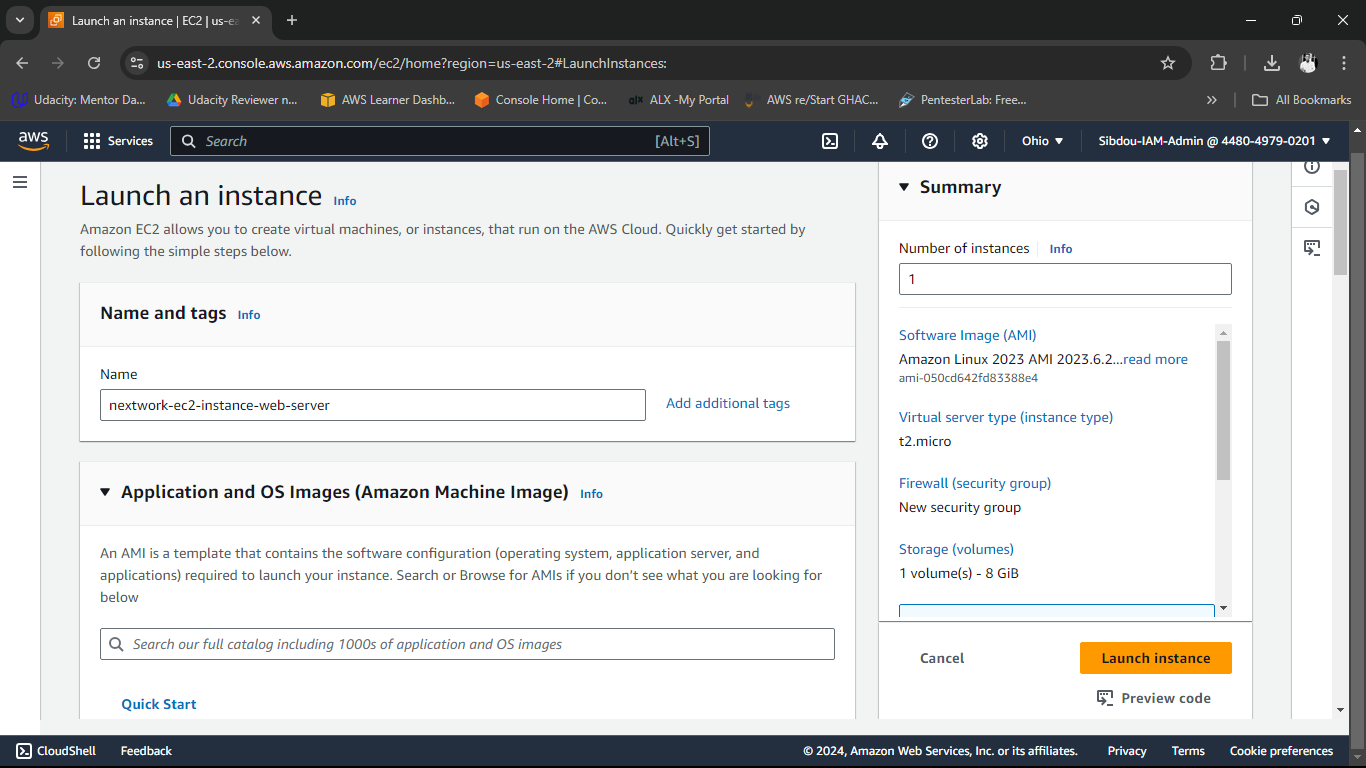 Launch an instance | EC2 | us-ea
us-east-2.console.aws.amazon.com/ec2/home?region=us-east-2#LaunchInstances:
Udacity: Mentor Da...
Udacity Reviewer n...
AWS Learner Dashb...
Console Home | Co...
alx ALX -My Portal
AWS re/Start GHAC...
PentesterLab: Free...
All Bookmarks
aws
Services
Search
[Alt+S]
Ohio
Sibdou-IAM-Admin @ 4480-4979-0201
Launch an instance Info
Amazon EC2 allows you to create virtual machines, or instances, that run on the AWS Cloud. Quickly get started by
following the simple steps below.
Name and tags Info
Name
nextwork-ec2-instance-web-server
Add additional tags
Application and OS Images (Amazon Machine Image) Info
An AMI is a template that contains the software configuration (operating system, application server, and
applications) required to launch your instance. Search or Browse for AMIs if you don't see what you are looking for
below
Search our full catalog including 1000s of application and OS images
Quick Start
Summary
Number of instances Info
1
Software Image (AMI)
Amazon Linux 2023 AMI 2023.6.2...read more
ami-050cd642fd83388e4
Virtual server type (instance type)
t2.micro
Firewall (security group)
New security group
Storage (volumes)
1 volume(s) - 8 GiB
Cancel
Launch instance
Preview code
CloudShell
Feedback
© 2024, Amazon Web Services, Inc. or its affiliates.
Privacy
Terms
Cookie preferences